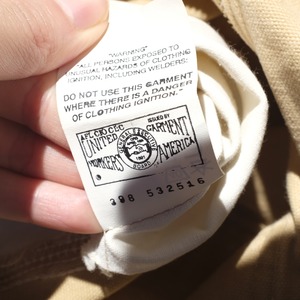 "WARNING"
"ALL PERSONS EXPOSED TO
UNUSUAL HAZARDS OF CLOTHING
IGNITION, INCLUDING WELDERS:
DO NOT USE THIS GARMENT
WHERE THERE IS A DANGER
OF CLOTHING IGNITION."
AFL CIO CLC
ISSUED BY
UNITED GARMENT
WORKERS AMERICA
OF
398 532516